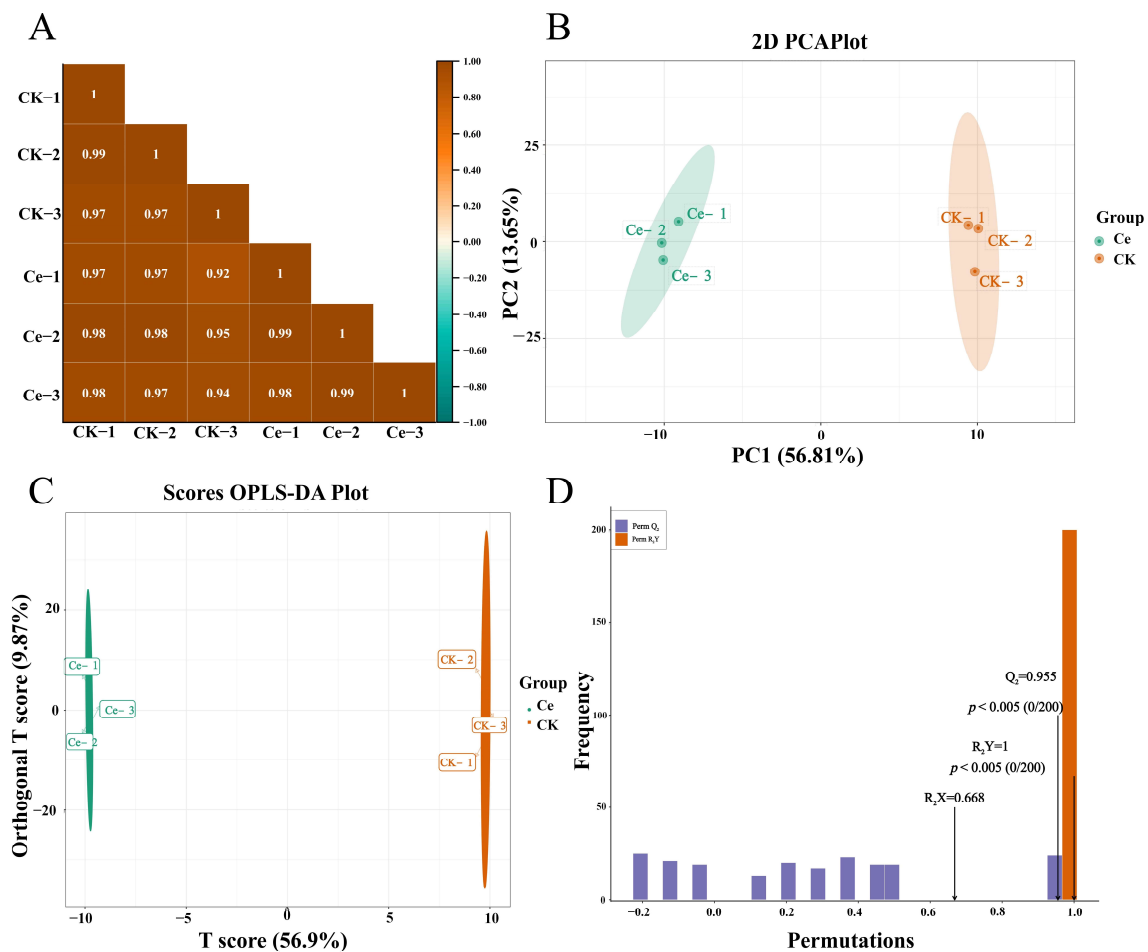 A
CK−1
CK−2
CK−3
Ce−1
Ce−2
Ce−3
1
0.99 1
0.97 0.97 1
0.97 0.97 0.92 1
0.98 0.98 0.95 0.99 1
0.98 0.97 0.94 0.98 0.99 1
CK−1 CK−2 CK−3 Ce−1 Ce−2 Ce−3
1.00
0.80
0.60
0.40
0.20
0.00
−0.20
−0.40
−0.60
−0.80
−1.00
B
2D PCAPlot
PC2 (13.65%)
25
0
−25
Ce− 1
Ce− 2
Ce− 3
CK− 1
CK− 2
CK− 3
−10 0 10
PC1 (56.81%)
Group
Ce
CK
C
Scores OPLS-DA Plot
Orthogonal T score (9.87%)
20
0
−20
Ce− 1
Ce− 3
Ce− 2
CK− 2
CK− 3
CK− 1
−10 −5 0 5 10
T score (56.9%)
Group
Ce
CK
D
Perm Q₂
Perm R₂Y
Frequency
200
150
100
50
0
Q₂=0.955
p < 0.005 (0/200)
R₂Y=1
p < 0.005 (0/200)
R₂X=0.668
−0.2 0.0 0.2 0.4 0.6 0.8 1.0
Permutations